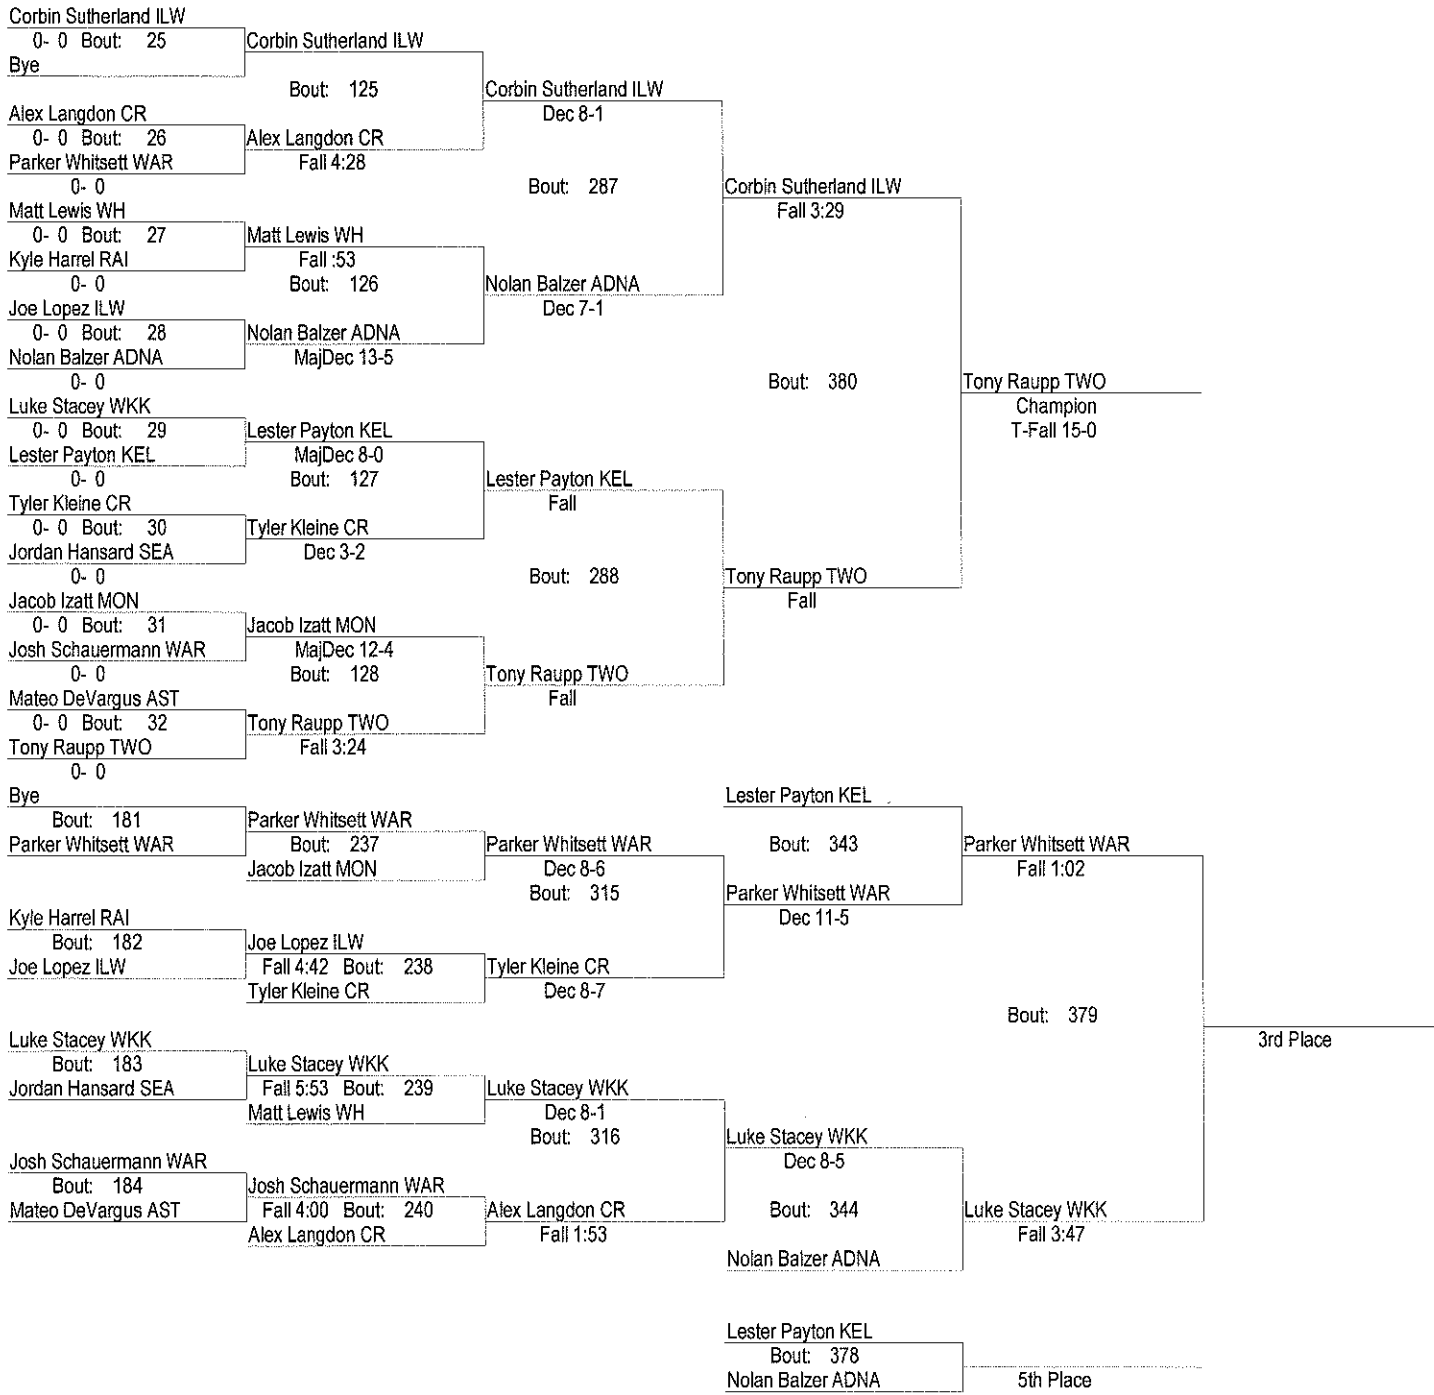 Corbin Sutherland ILW
0- 0 Bout: 25
Bye
Alex Langdon CR
0- 0 Bout: 26
Parker Whitsett WAR
0- 0
Matt Lewis WH
0- 0 Bout: 27
Kyle Harrel RAI
0- 0
Joe Lopez ILW
0- 0 Bout: 28
Nolan Balzer ADNA
0- 0
Luke Stacey WKK
0- 0 Bout: 29
Lester Payton KEL
0- 0
Tyler Kleine CR
0- 0 Bout: 30
Jordan Hansard SEA
0- 0
Jacob Izatt MON
0- 0 Bout: 31
Josh Schauermann WAR
0- 0
Mateo DeVargus AST
0- 0 Bout: 32
Tony Raupp TWO
0- 0
Corbin Sutherland ILW
Bout: 125
Alex Langdon CR
Fall 4:28
Matt Lewis WH
Fall :53
Bout: 126
Nolan Balzer ADNA
MajDec 13-5
Lester Payton KEL
MajDec 8-0
Bout: 127
Tyler Kleine CR
Dec 3-2
Jacob Izatt MON
MajDec 12-4
Bout: 128
Tony Raupp TWO
Fall 3:24
Corbin Sutherland ILW
Dec 8-1
Bout: 287
Nolan Balzer ADNA
Dec 7-1
Lester Payton KEL
Fall
Bout: 288
Tony Raupp TWO
Fall
Corbin Sutherland ILW
Fall 3:29
Bout: 380
Tony Raupp TWO
Fall
Tony Raupp TWO
Champion
T-Fall 15-0
Bye
Bout: 181
Parker Whitsett WAR
Kyle Harrel RAI
Bout: 182
Joe Lopez ILW
Luke Stacey WKK
Bout: 183
Jordan Hansard SEA
Josh Schauermann WAR
Bout: 184
Mateo DeVargus AST
Parker Whitsett WAR
Bout: 237
Jacob Izatt MON
Joe Lopez ILW
Fall 4:42 Bout: 238
Tyler Kleine CR
Luke Stacey WKK
Fall 5:53 Bout: 239
Matt Lewis WH
Josh Schauermann WAR
Fall 4:00 Bout: 240
Alex Langdon CR
Parker Whitsett WAR
Dec 8-6
Bout: 315
Tyler Kleine CR
Dec 8-7
Luke Stacey WKK
Dec 8-1
Bout: 316
Alex Langdon CR
Fall 1:53
Lester Payton KEL
Bout: 343
Parker Whitsett WAR
Dec 11-5
Luke Stacey WKK
Dec 8-5
Bout: 344
Nolan Balzer ADNA
Parker Whitsett WAR
Fall 1:02
Bout: 379
Luke Stacey WKK
Fall 3:47
3rd Place
Lester Payton KEL
Bout: 378
Nolan Balzer ADNA
5th Place